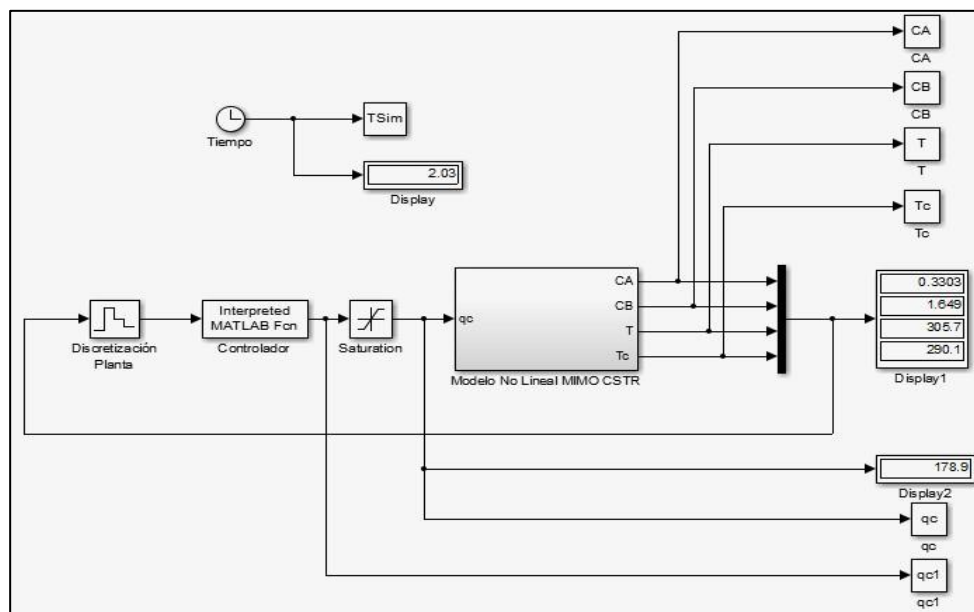 CA
CA
CB
CB
TSim
Tiempo
T
T
2.03
Display
Tc
Tc
CA
CB
T
Tc
qc
0.3303
1.649
305.7
290.1
Interpreted
MATLAB Fcn
Discretización
Planta
Controlador
Saturation
Modelo No Lineal MIMO CSTR
Display1
178.9
Display2
qc
qc
qc1
qc1